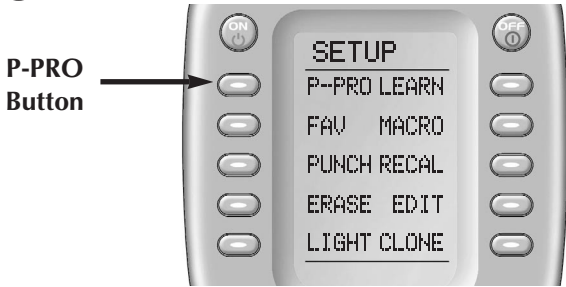 ON
OFF
SETUP
P-PRO LEARN
FAV MACRO
PUNCH RECAL
ERASE EDIT
LIGHT CLONE
P-PRO
Button